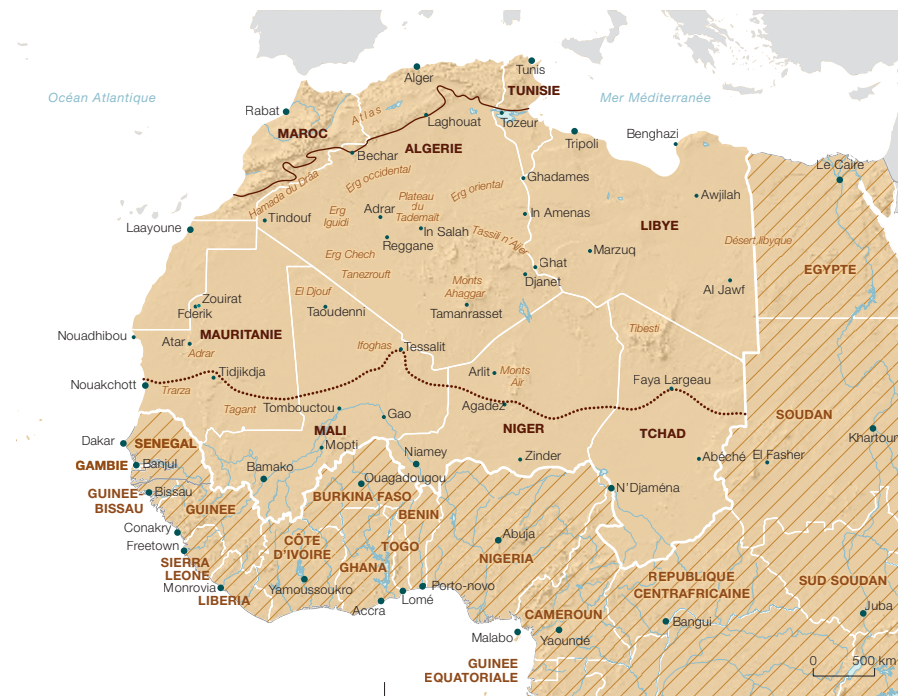 Océan Atlantique
Mer Méditerranée
Alger
Tunis
TUNISIE
Rabat
Atlas
MAROC
Laghouat
Tozeur
Tripoli
Benghazi
Bechar
ALGERIE
Le Caire
Hamada du Drâa
Erg occidental
Erg oriental
Ghadames
Awjilah
Plateau
du
Tademaït
Erg
Iguidi
Adrar
Tindouf
In Salah
In Amenas
LIBYE
Laayoune
Reggane
Tassili n'Ajjer
Marzuq
Désert libyque
Erg Chech
Tanezrouft
Ghat
Djanet
EGYPTE
Monts
Ahaggar
Al Jawf
El Djouf
Zouirat
Fderik
Taoudenni
Tamanrasset
Tibesti
Nouadhibou
MAURITANIE
Atar
Adrar
Ifoghas
Tessalit
Arlit
Monts
Air
Tidjikdja
Nouakchott
Trarza
Faya Largeau
Tagant
Tombouctou
Gao
Agadez
SOUDAN
Dakar
SENEGAL
MALI
Mopti
NIGER
TCHAD
Khartoum
GAMBIE
Banjul
Bamako
Niamey
Zinder
Abéché
El Fasher
Ouagadougou
GUINEE-
BISSAU
Bissau
GUINEE
BURKINA FASO
N'Djaména
BENIN
Conakry
Freetown
CÔTE
D'IVOIRE
TOGO
Abuja
SIERRA
LEONE
GHANA
NIGERIA
Monrovia
LIBERIA
Yamoussoukro
Accra
Lomé
Porto-novo
REPUBLIQUE
CENTRAFRICAINE
SUD SOUDAN
CAMEROUN
Juba
Malabo
Yaoundé
Bangui
GUINEE
EQUATORIALE
0 500 km